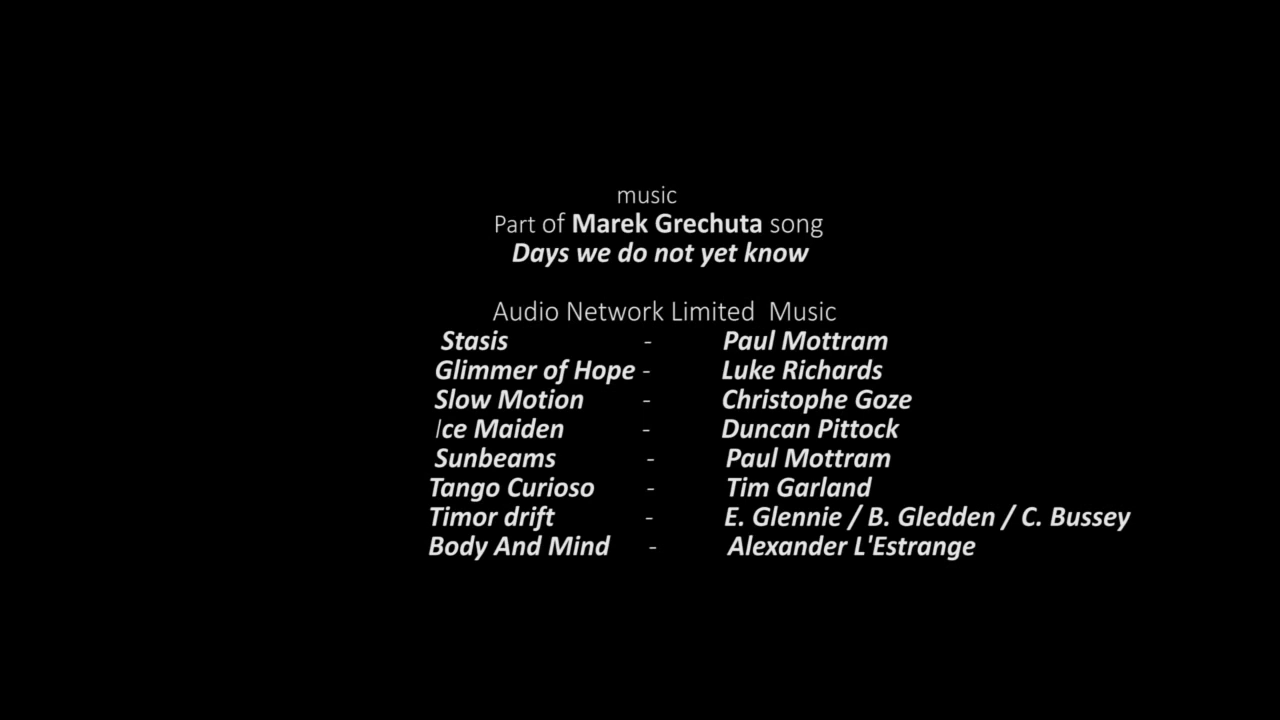 music
Part of Marek Grechuta song
Days we do not yet know
Audio Network Limited Music
Stasis - Paul Mottram
Glimmer of Hope - Luke Richards
Slow Motion - Christophe Goze
Ice Maiden - Duncan Pittock
Sunbeams - Paul Mottram
Tango Curioso - Tim Garland
Timor drift - E. Glennie / B. Gledden / C. Bussey
Body And Mind - Alexander L'Estrange